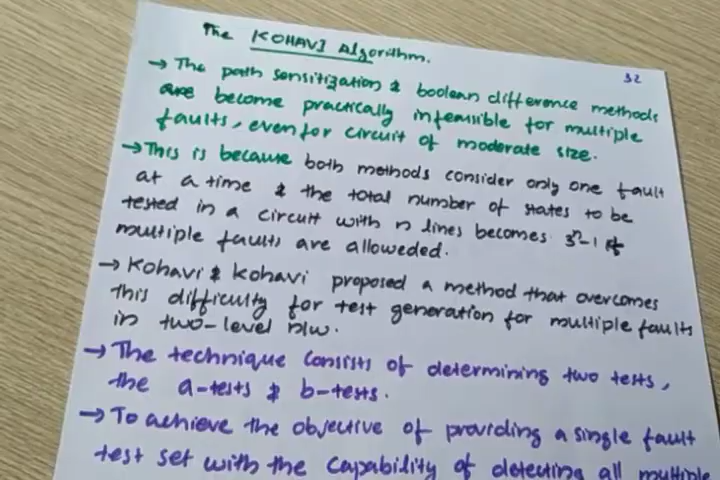 The KOHAVI Algorithm.
32
→ The path sensitization & boolean difference methods
are become practically infeasible for multiple
faults, even for circuit of moderate size.
→ This is because both methods consider only one fault
at a time & the total number of states to be
tested in a circuit with n lines becomes 3ⁿ-1 if
multiple faults are alloweded.
→ Kohavi & kohavi proposed a method that overcomes
this difficulty for test generation for multiple faults
in two-level n/w.
→ The technique consists of determining two tests,
the a-tests & b-tests.
→ To achieve the objective of providing a single fault
test set with the capability of detecting all multiple